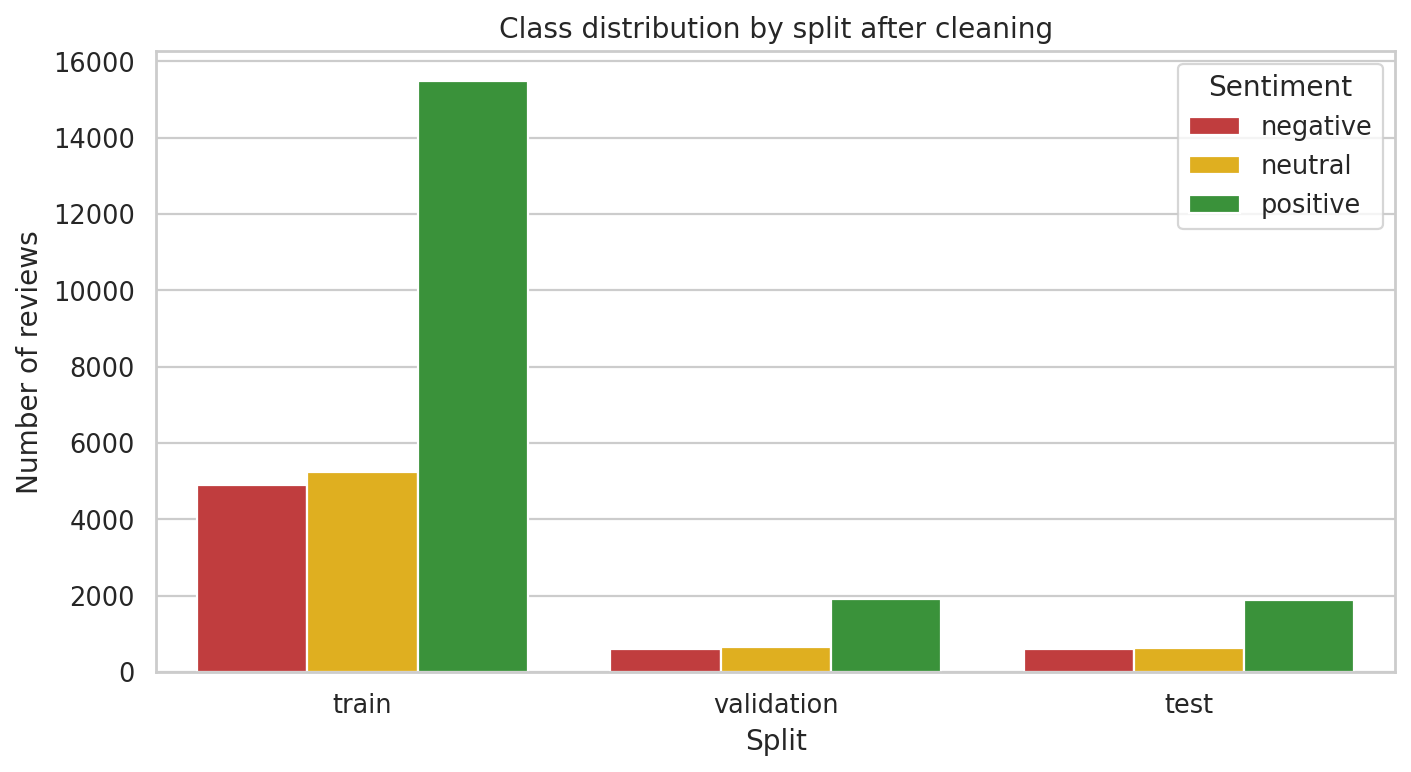 Class distribution by split after cleaning
Number of reviews
16000
14000
12000
10000
8000
6000
4000
2000
0
Sentiment
negative
neutral
positive
train
validation
test
Split